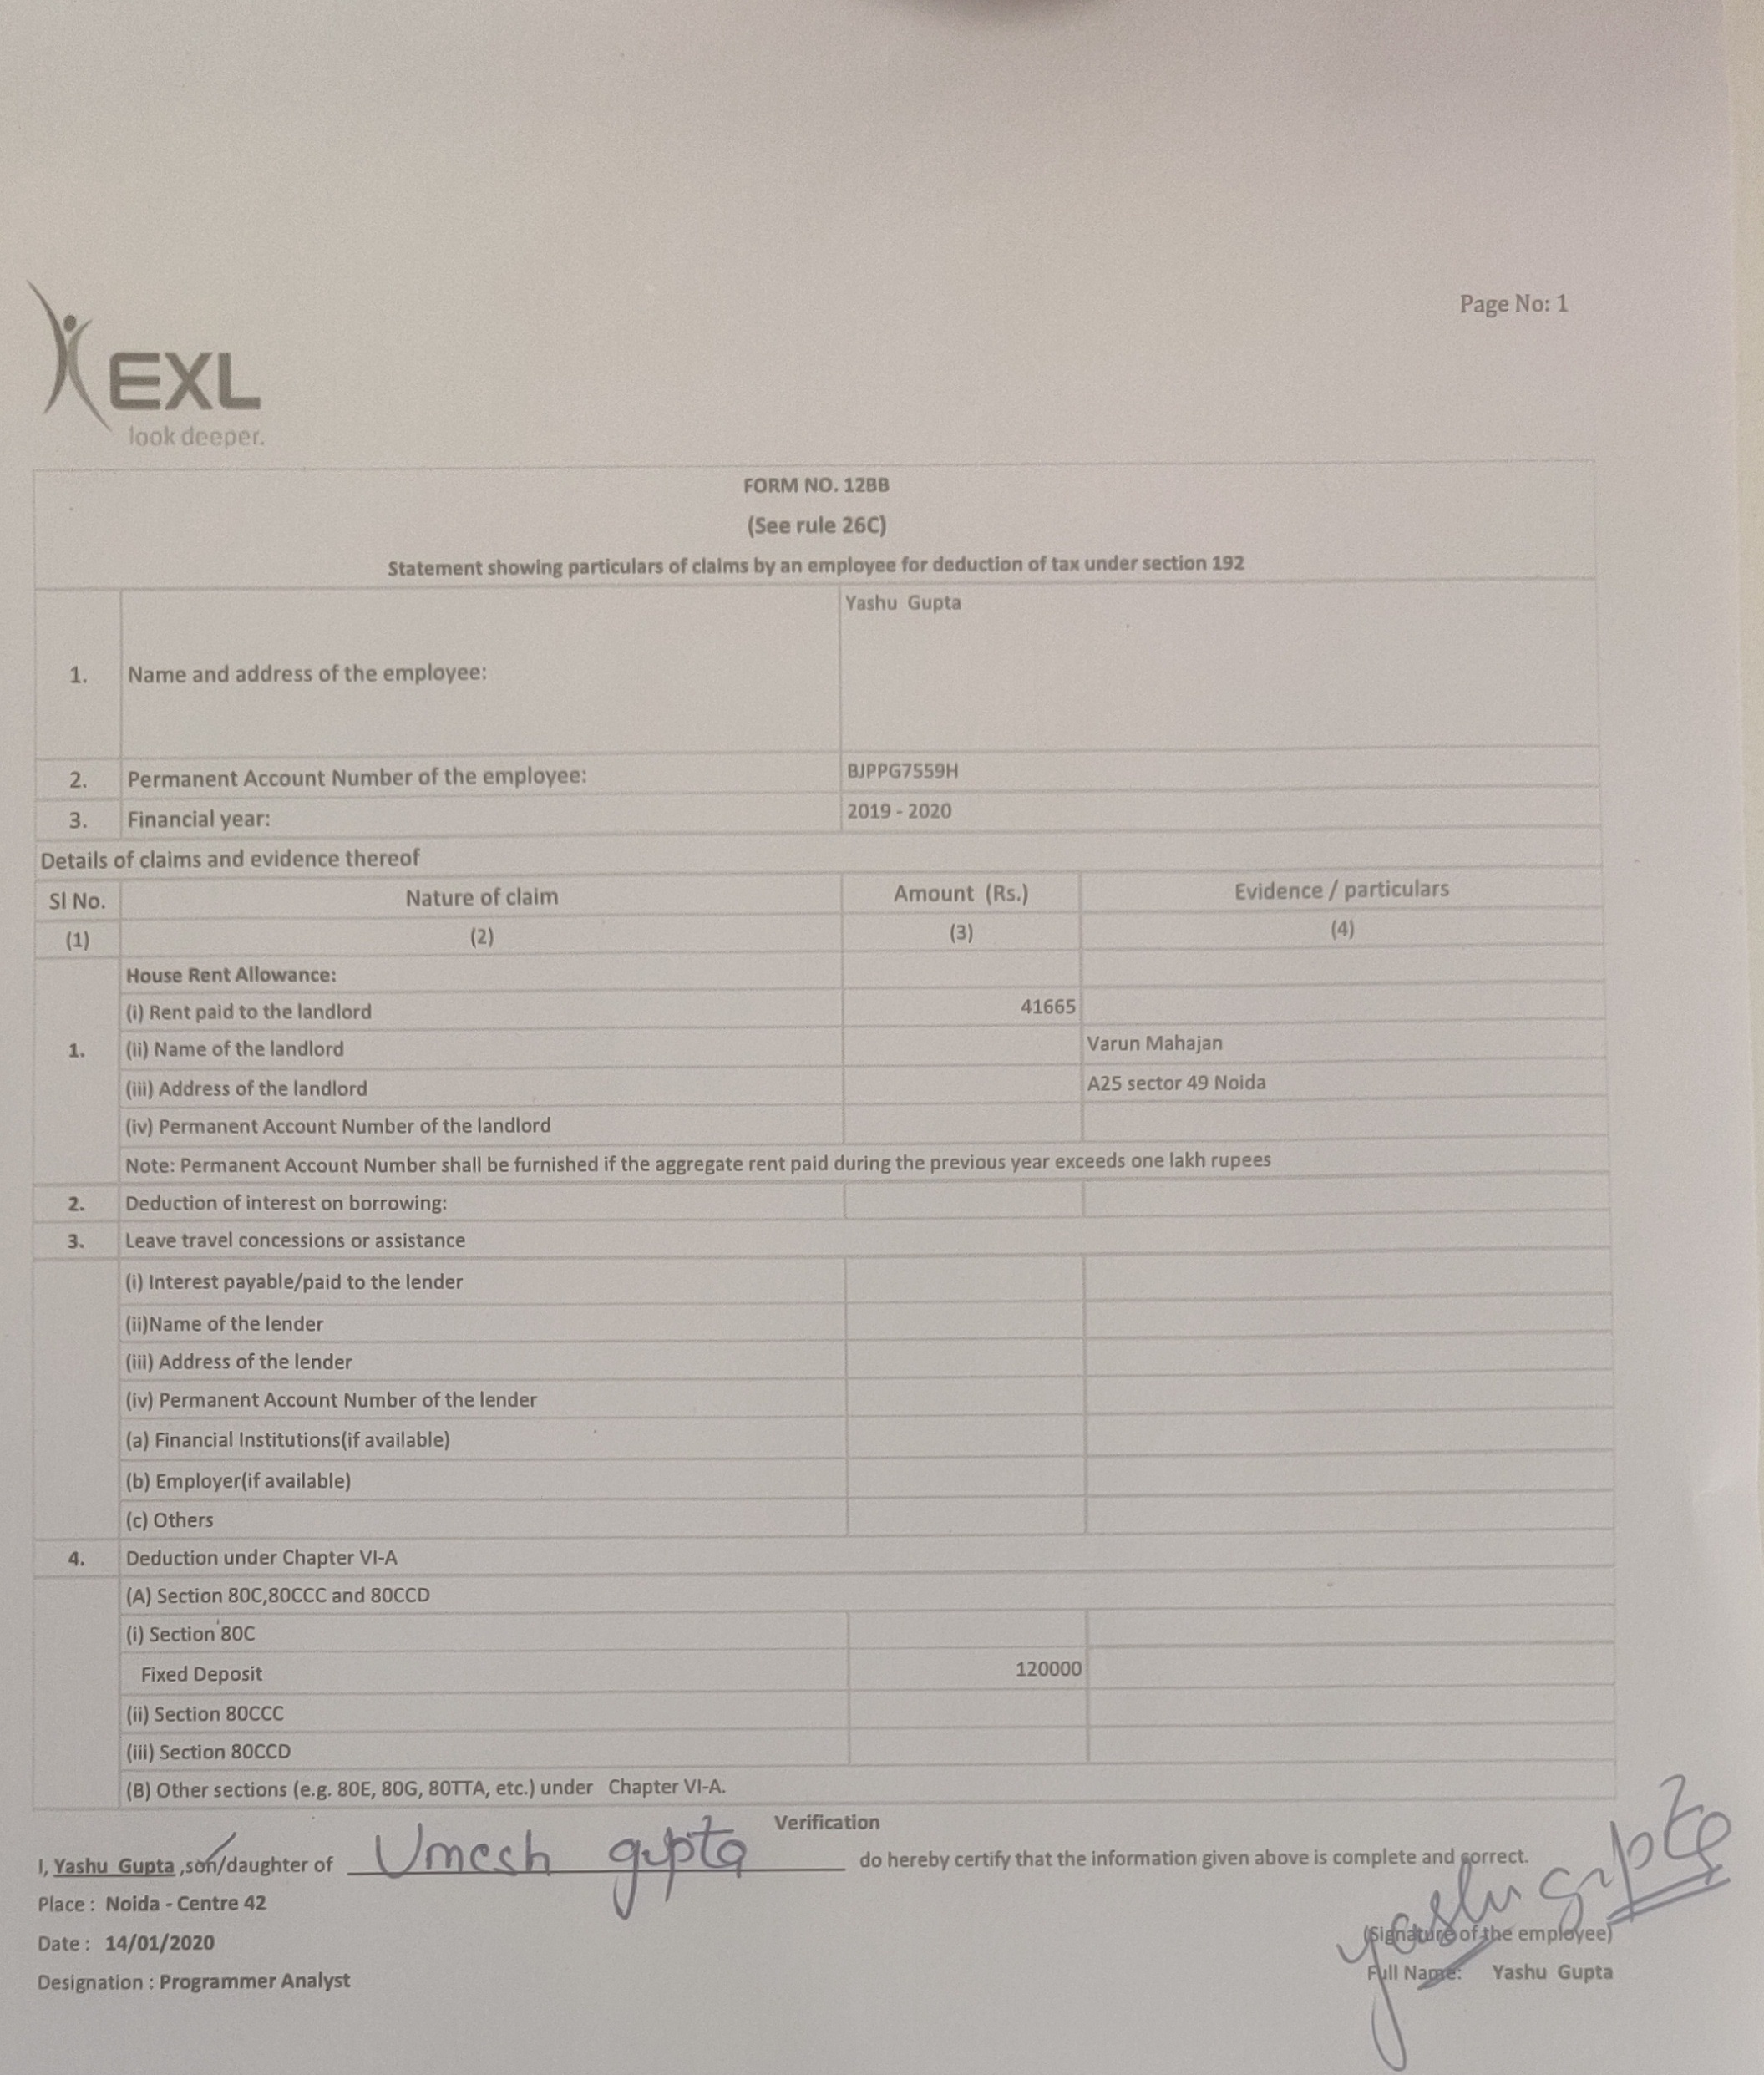 Page No: 1
EXL
look deeper.
FORM NO. 12BB
(See rule 26C)
Statement showing particulars of claims by an employee for deduction of tax under section 192
1. Name and address of the employee: Yashu Gupta
2. Permanent Account Number of the employee: BJPPG7559H
3. Financial year: 2019 - 2020
Details of claims and evidence thereof
Sl No. Nature of claim Amount (Rs.) Evidence / particulars
(1) (2) (3) (4)
House Rent Allowance:
(i) Rent paid to the landlord 41665
1. (ii) Name of the landlord Varun Mahajan
(iii) Address of the landlord A25 sector 49 Noida
(iv) Permanent Account Number of the landlord
Note: Permanent Account Number shall be furnished if the aggregate rent paid during the previous year exceeds one lakh rupees
2. Deduction of interest on borrowing:
3. Leave travel concessions or assistance
(i) Interest payable/paid to the lender
(ii)Name of the lender
(iii) Address of the lender
(iv) Permanent Account Number of the lender
(a) Financial Institutions(if available)
(b) Employer(if available)
(c) Others
4. Deduction under Chapter VI-A
(A) Section 80C,80CCC and 80CCD
(i) Section 80C
Fixed Deposit 120000
(ii) Section 80CCC
(iii) Section 80CCD
(B) Other sections (e.g. 80E, 80G, 80TTA, etc.) under Chapter VI-A.
Verification
I, Yashu Gupta ,son/daughter of Umesh gupta do hereby certify that the information given above is complete and correct.
Place : Noida - Centre 42
yashu gupta
(Signature of the employee)
Date : 14/01/2020
Full Name: Yashu Gupta
Designation : Programmer Analyst